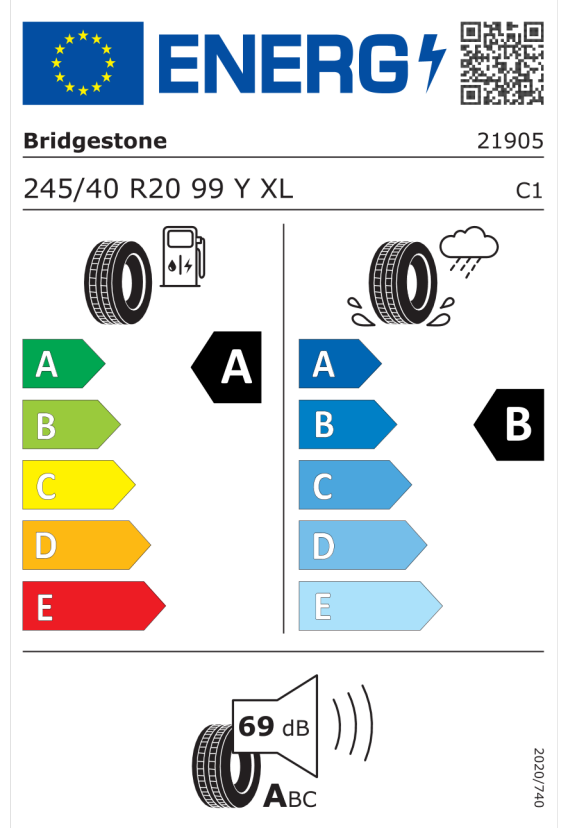 ENERG
Bridgestone 21905
245/40 R20 99 Y XL C1
A A
B
C
D
E
A
B B
C
D
E
69 dB
ABC
2020/740